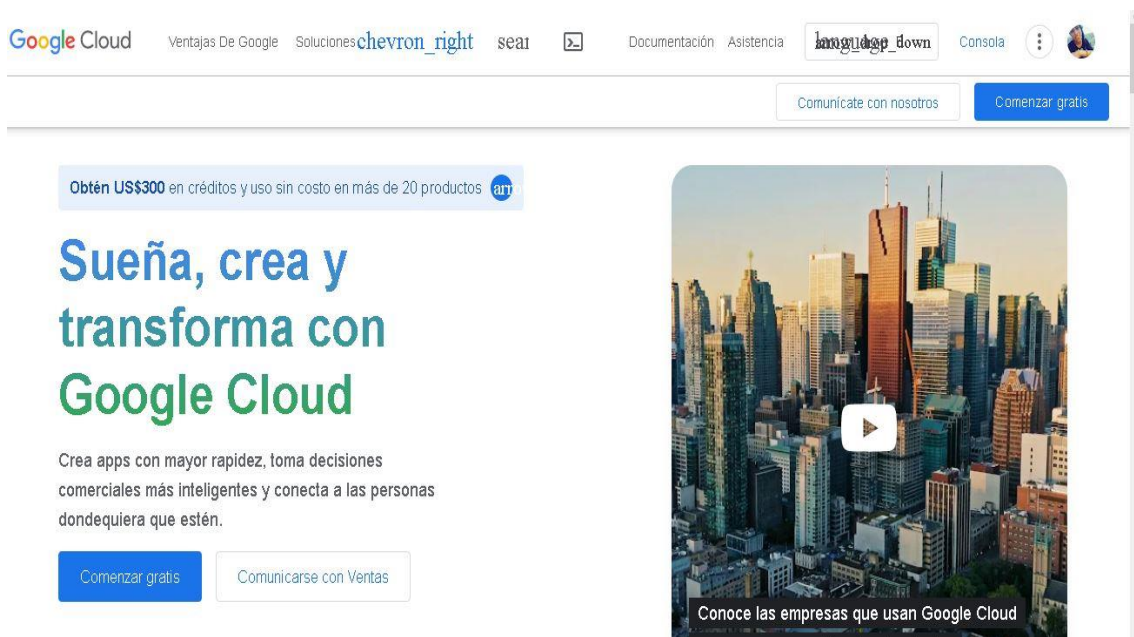 Google Cloud Ventajas De Google Soluciones chevron_right sear Documentación Asistencia Consola
Comunícate con nosotros Comenzar gratis
Obtén US$300 en créditos y uso sin costo en más de 20 productos
Sueña, crea y
transforma con
Google Cloud
Crea apps con mayor rapidez, toma decisiones
comerciales más inteligentes y conecta a las personas
dondequiera que estén.
Comenzar gratis Comunicarse con Ventas
Conoce las empresas que usan Google Cloud